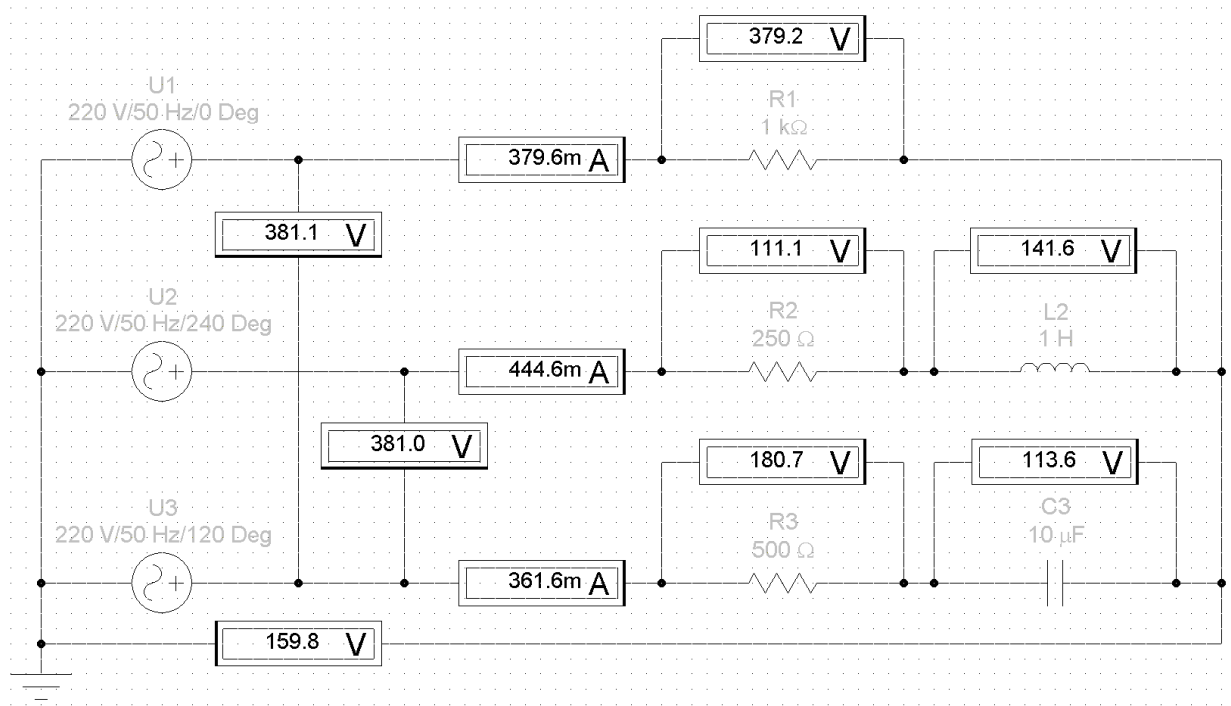 379.2 V
U1
220 V/50 Hz/0 Deg
R1
1 kΩ
379.6m A
381.1 V
111.1 V
141.6 V
U2
220 V/50 Hz/240 Deg
R2
250 Ω
L2
1 H
444.6m A
381.0 V
180.7 V
113.6 V
U3
220 V/50 Hz/120 Deg
R3
500 Ω
C3
10 µF
361.6m A
159.8 V